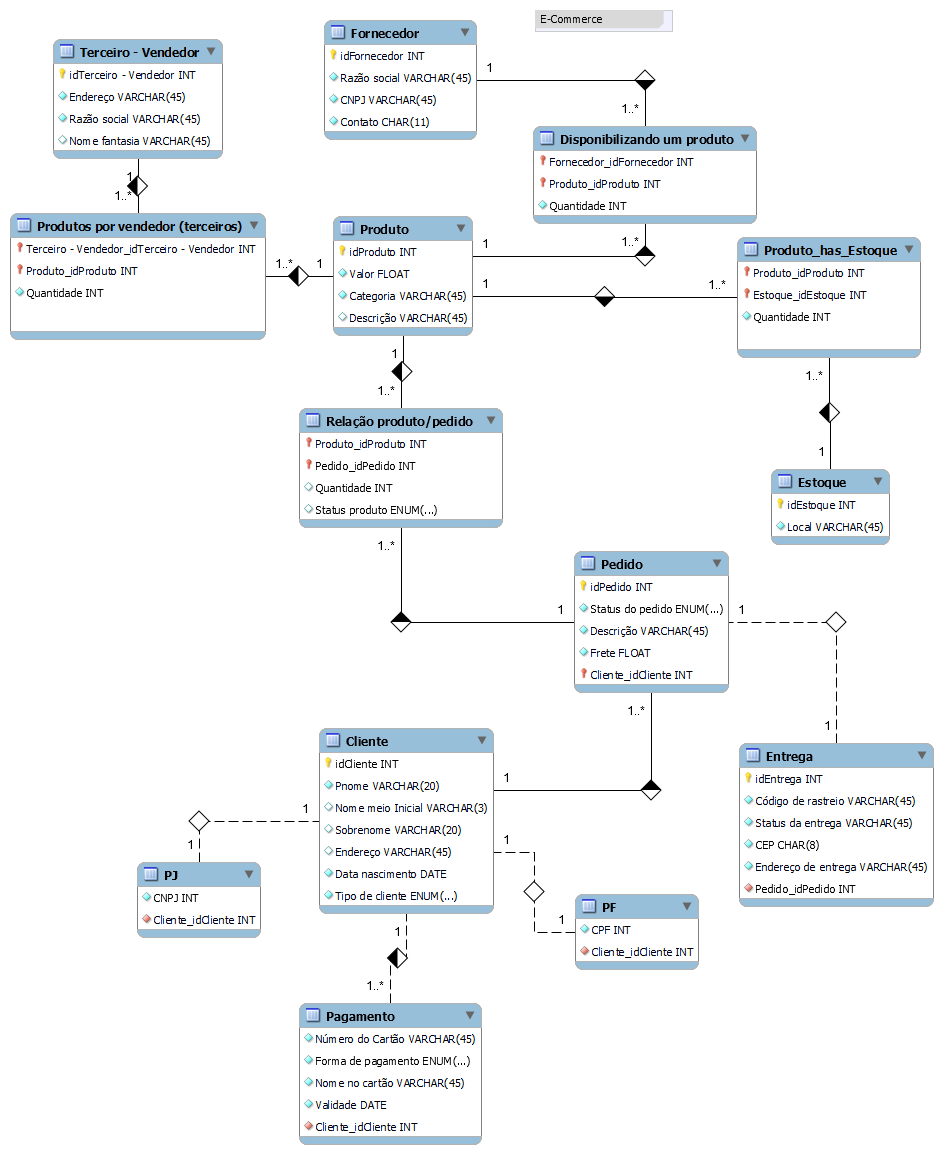 E-Commerce
Terceiro - Vendedor
idTerceiro - Vendedor INT
Endereço VARCHAR(45)
Razão social VARCHAR(45)
Nome fantasia VARCHAR(45)
Fornecedor
idFornecedor INT
Razão social VARCHAR(45)
CNPJ VARCHAR(45)
Contato CHAR(11)
1
1..*
Disponibilizando um produto
Fornecedor_idFornecedor INT
Produto_idProduto INT
Quantidade INT
1
1..*
Produtos por vendedor (terceiros)
Terceiro - Vendedor_idTerceiro - Vendedor INT
Produto_idProduto INT
Quantidade INT
1..*
1
Produto
idProduto INT
Valor FLOAT
Categoria VARCHAR(45)
Descrição VARCHAR(45)
1
1..*
1
1..*
Produto_has_Estoque
Produto_idProduto INT
Estoque_idEstoque INT
Quantidade INT
1..*
1
Estoque
idEstoque INT
Local VARCHAR(45)
1
1..*
Relação produto/pedido
Produto_idProduto INT
Pedido_idPedido INT
Quantidade INT
Status produto ENUM(...)
1..*
1
Pedido
idPedido INT
Status do pedido ENUM(...)
Descrição VARCHAR(45)
Frete FLOAT
Cliente_idCliente INT
1
1
1..*
1
Entrega
idEntrega INT
Código de rastreio VARCHAR(45)
Status da entrega VARCHAR(45)
CEP CHAR(8)
Endereço de entrega VARCHAR(45)
Pedido_idPedido INT
Cliente
idCliente INT
Pnome VARCHAR(20)
Nome meio Inicial VARCHAR(3)
Sobrenome VARCHAR(20)
Endereço VARCHAR(45)
Data nascimento DATE
Tipo de cliente ENUM(...)
1
1
PJ
CNPJ INT
Cliente_idCliente INT
1
1
PF
CPF INT
Cliente_idCliente INT
1
1..*
Pagamento
Número do Cartão VARCHAR(45)
Forma de pagamento ENUM(...)
Nome no cartão VARCHAR(45)
Validade DATE
Cliente_idCliente INT